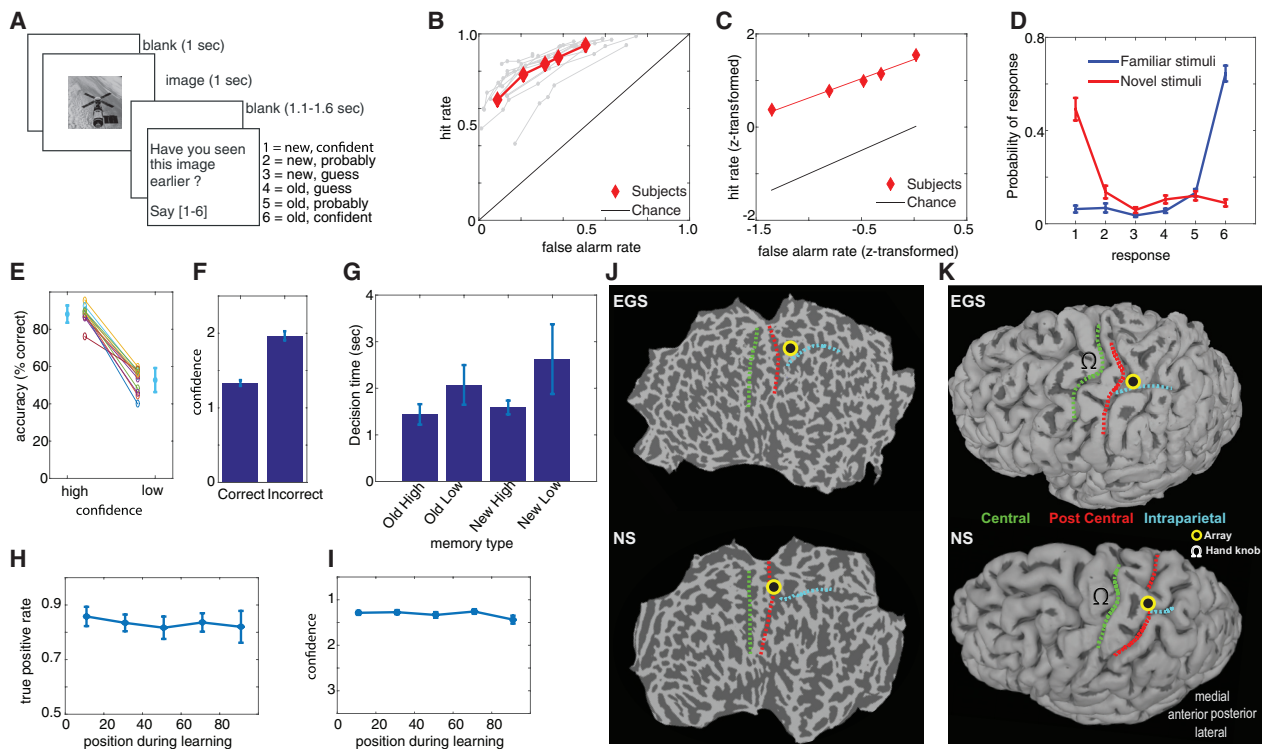 A
blank (1 sec)
image (1 sec)
blank (1.1-1.6 sec)
Have you seen
this image
earlier ?
Say [1-6]
1 = new, confident
2 = new, probably
3 = new, guess
4 = old, guess
5 = old, probably
6 = old, confident
B
1.0
0.5
0
hit rate
Subjects
Chance
0 0.5 1.0
false alarm rate
C
2
1
0
-1
-2
hit rate (z-transformed)
Subjects
Chance
-1.5 -0.5 0.5
false alarm rate (z-transformed)
D
0.8
0.4
0
Probability of response
Familiar stimuli
Novel stimuli
1 2 3 4 5 6
response
E
80
60
40
60
0
accuracy (% correct)
high low
confidence
F
2
1
0
confidence
Correct Incorrect
G
4
3
2
1
0
Decision time (sec)
Old High
Old Low
New High
New Low
memory type
H
0.9
0.7
0.5
true positive rate
0 20 40 60 80
position during learning
I
1
2
3
confidence
0 20 40 60 80
position during learning
J
EGS
NS
K
EGS
Ω
Central Post Central Intraparietal
Array
Ω Hand knob
NS
Ω
medial
anterior posterior
lateral